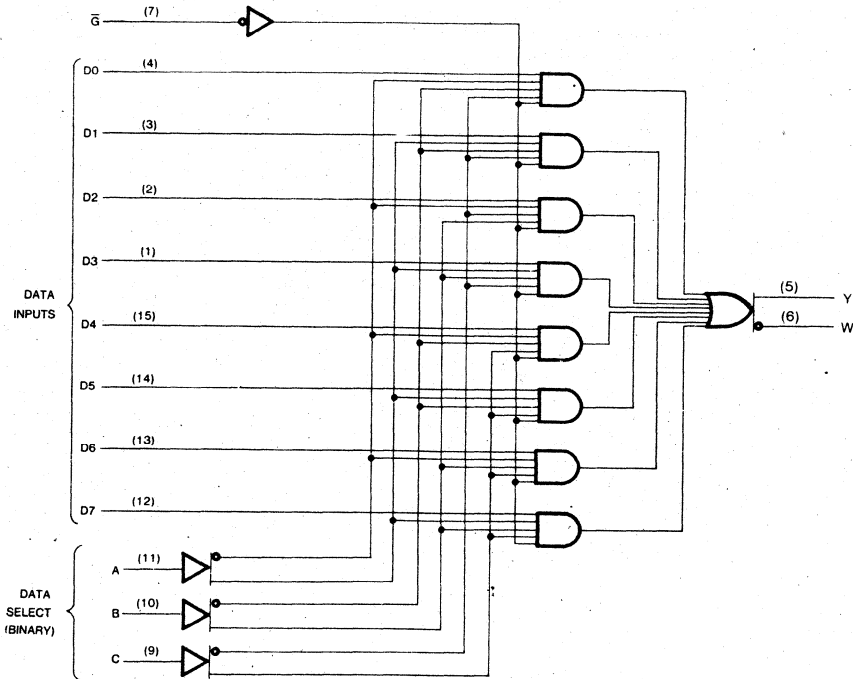 G̅ (7)
D0 (4)
D1 (3)
D2 (2)
D3 (1)
DATA
INPUTS
D4 (15)
D5 (14)
D6 (13)
D7 (12)
(5) Y
(6) W
DATA
SELECT
(BINARY)
A (11)
B (10)
C (9)